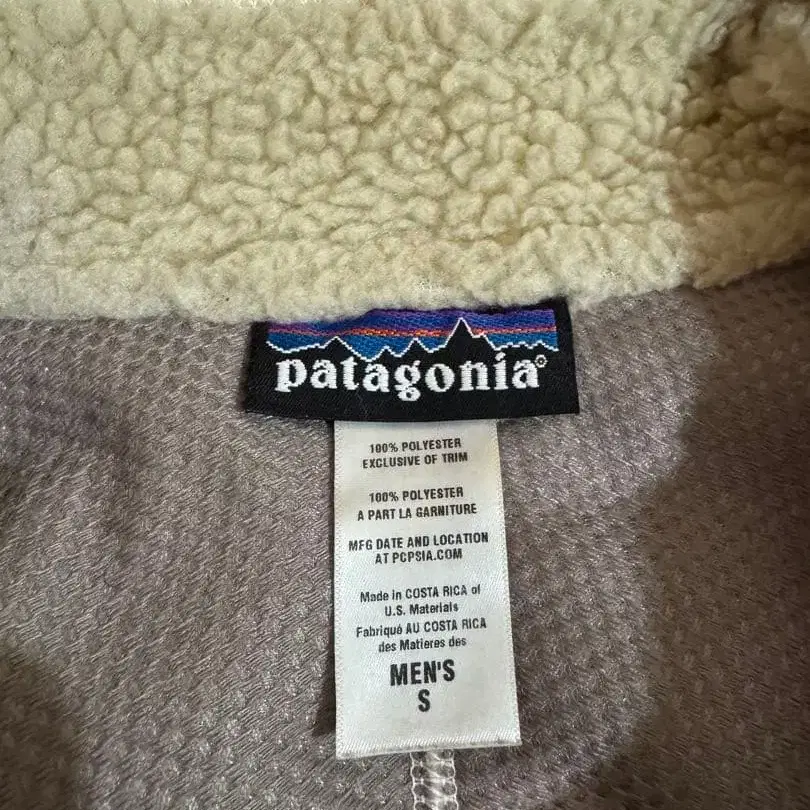 patagonia®
100% POLYESTER
EXCLUSIVE OF TRIM
100% POLYESTER
A PART LA GARNITURE
MFG DATE AND LOCATION
AT PCPSIA.COM
Made in COSTA RICA of
U.S. Materials
Fabriqué AU COSTA RICA
des Matieres des
MEN'S
S